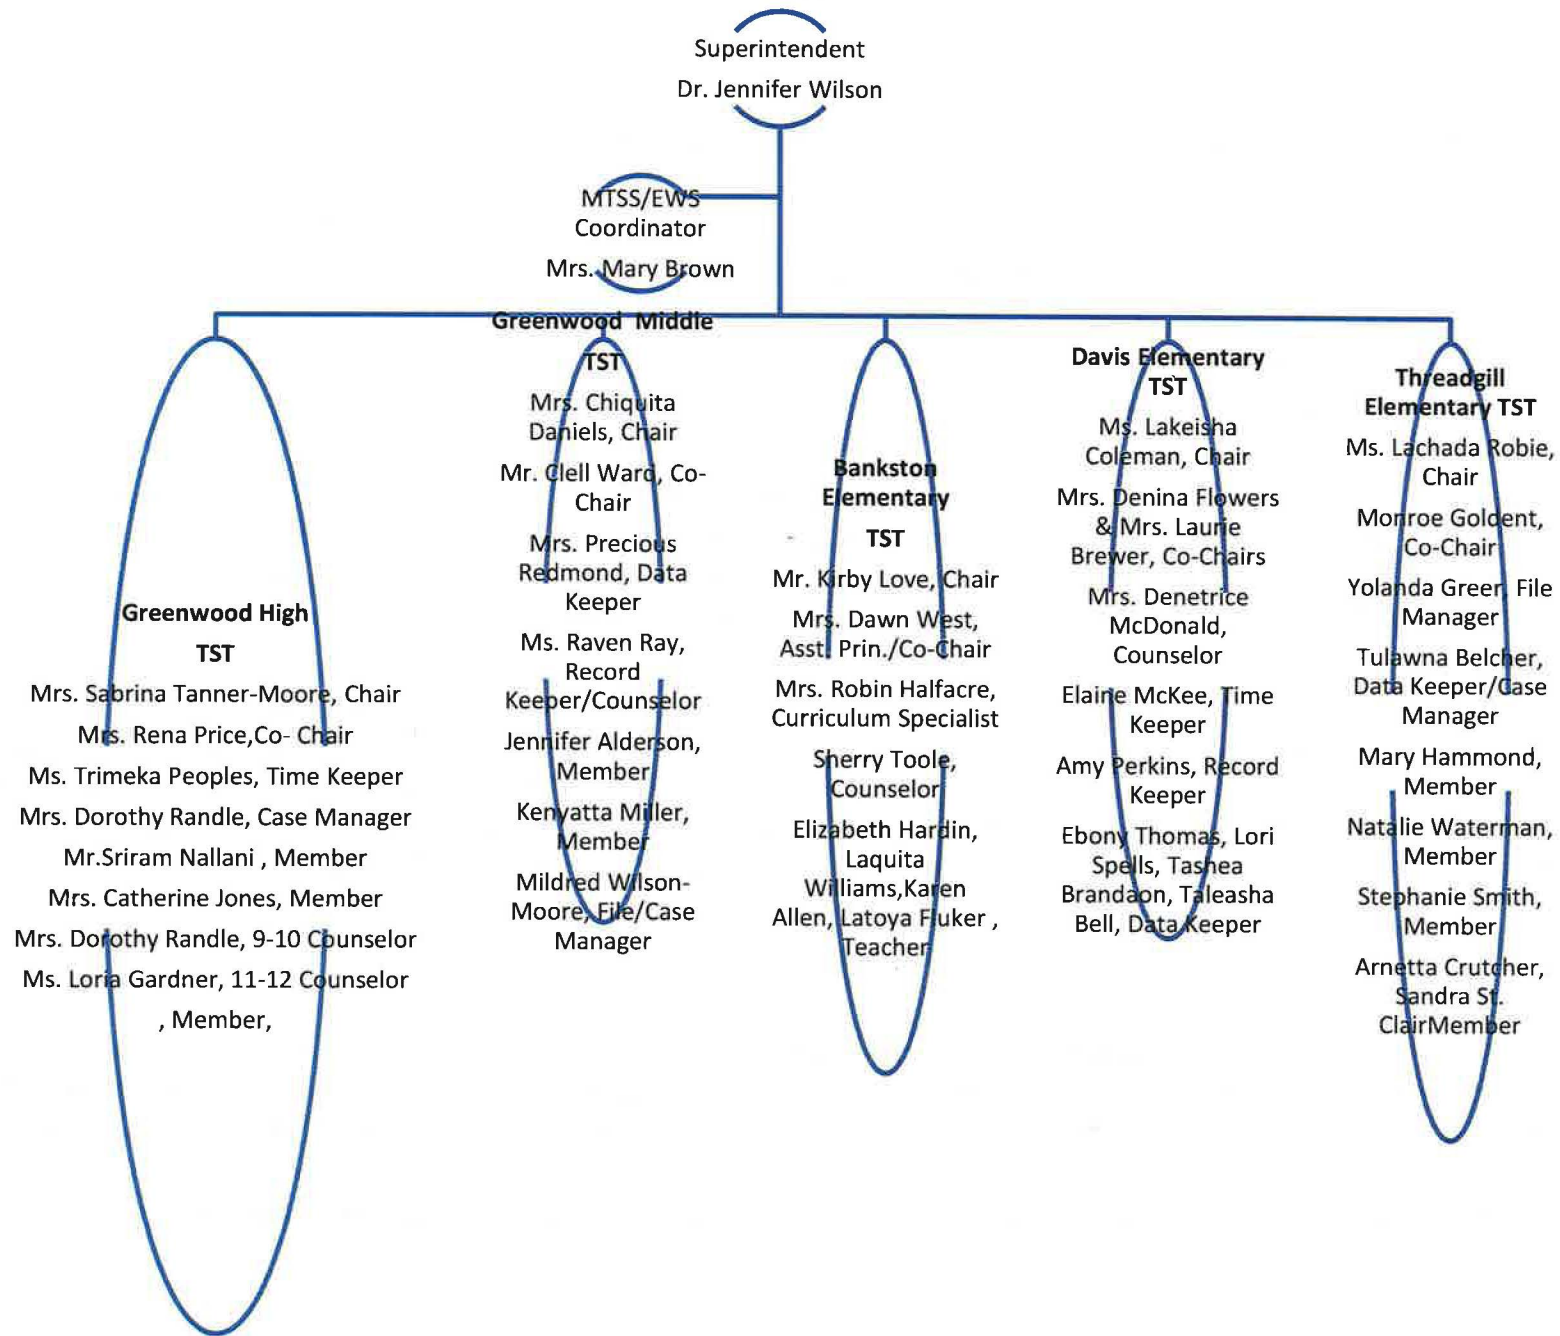 Superintendent
Dr. Jennifer Wilson
MTSS/EWS
Coordinator
Mrs. Mary Brown
Greenwood High
TST
Mrs. Sabrina Tanner-Moore, Chair
Mrs. Rena Price,Co- Chair
Ms. Trimeka Peoples, Time Keeper
Mrs. Dorothy Randle, Case Manager
Mr.Sriram Nallani , Member
Mrs. Catherine Jones, Member
Mrs. Dorothy Randle, 9-10 Counselor
Ms. Loria Gardner, 11-12 Counselor
, Member,
Greenwood Middle
TST
Mrs. Chiquita
Daniels, Chair
Mr. Clell Ward, Co-
Chair
Mrs. Precious
Redmond, Data
Keeper
Ms. Raven Ray,
Record
Keeper/Counselor
Jennifer Alderson,
Member
Kenyatta Miller,
Member
Mildred Wilson-
Moore, File/Case
Manager
Bankston
Elementary
TST
Mr. Kirby Love, Chair
Mrs. Dawn West,
Asst. Prin./Co-Chair
Mrs. Robin Halfacre,
Curriculum Specialist
Sherry Toole,
Counselor
Elizabeth Hardin,
Laquita
Williams,Karen
Allen, Latoya Fluker ,
Teacher
Davis Elementary
TST
Ms. Lakeisha
Coleman, Chair
Mrs. Denina Flowers
& Mrs. Laurie
Brewer, Co-Chairs
Mrs. Denetrice
McDonald,
Counselor
Elaine McKee, Time
Keeper
Amy Perkins, Record
Keeper
Ebony Thomas, Lori
Spells, Tashea
Brandaon, Taleasha
Bell, Data Keeper
Threadgill
Elementary TST
Ms. Lachada Robie,
Chair
Monroe Goldent,
Co-Chair
Yolanda Greer, File
Manager
Tulawna Belcher,
Data Keeper/Case
Manager
Mary Hammond,
Member
Natalie Waterman,
Member
Stephanie Smith,
Member
Arnetta Crutcher,
Sandra St.
ClairMember